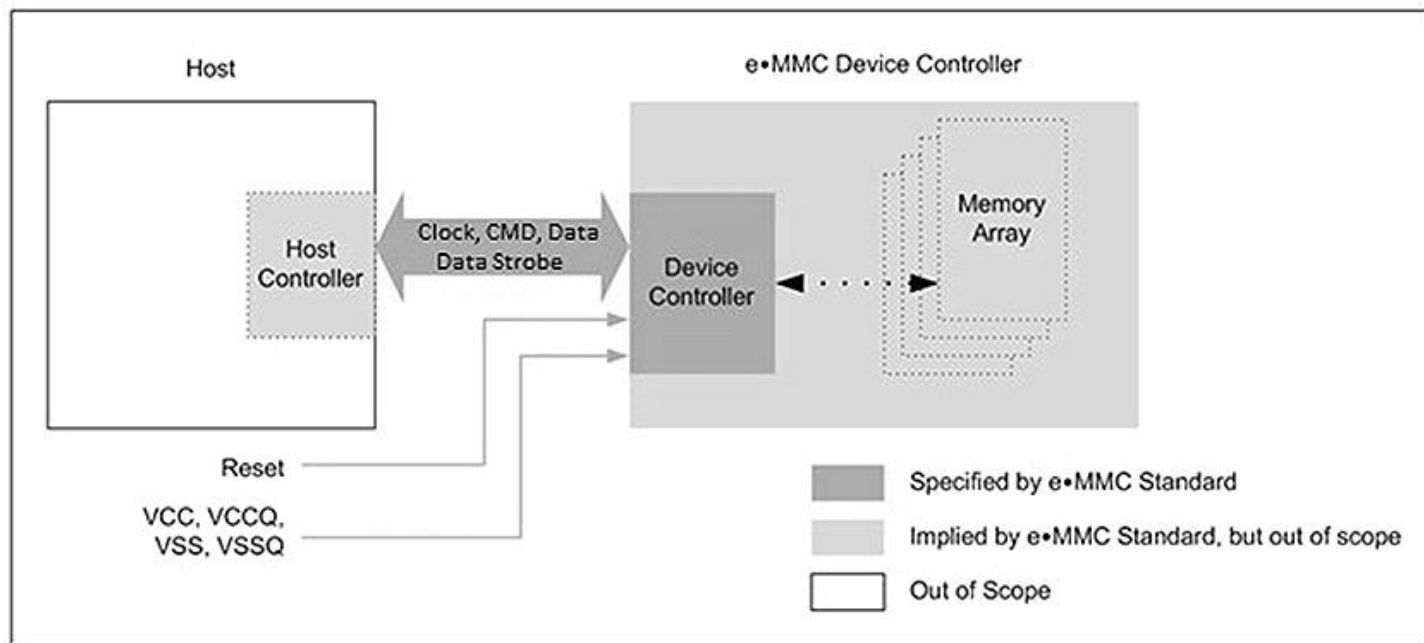 Host
e•MMC Device Controller
Host
Controller
Clock, CMD, Data
Data Strobe
Device
Controller
Memory
Array
Reset
VCC, VCCQ,
VSS, VSSQ
Specified by e•MMC Standard
Implied by e•MMC Standard, but out of scope
Out of Scope